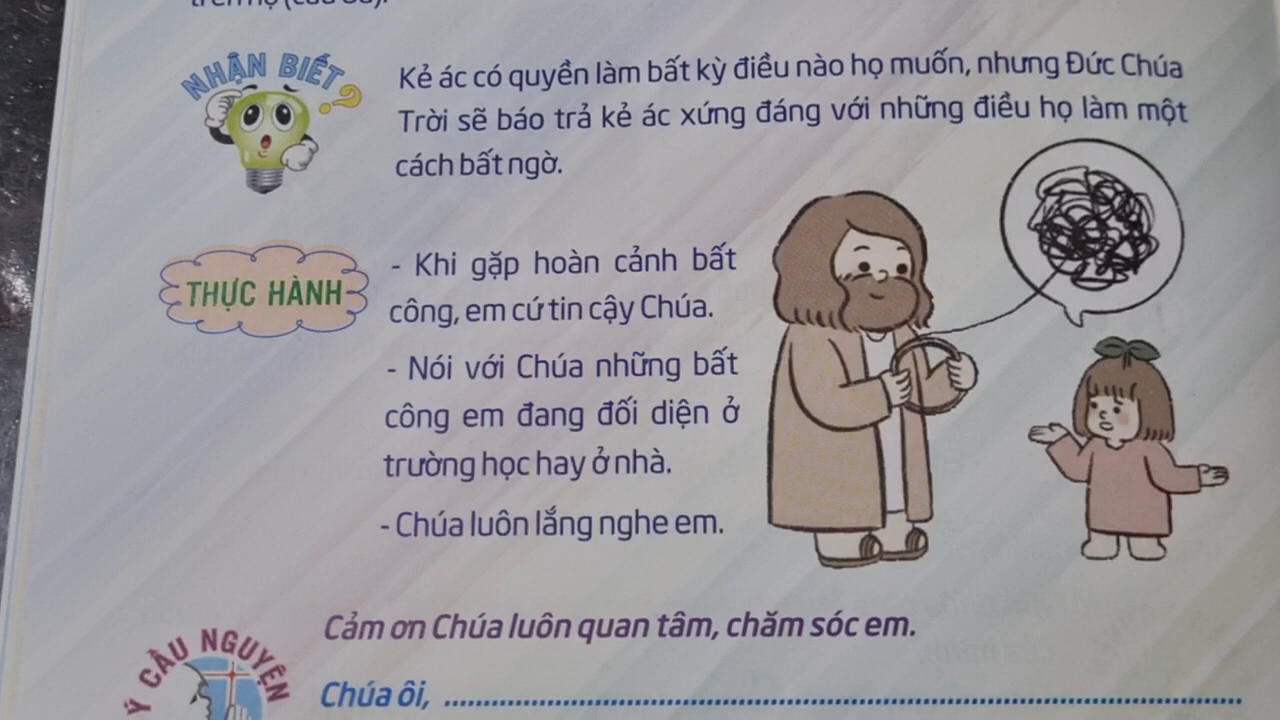 NHẬN BIẾT?
Kẻ ác có quyền làm bất kỳ điều nào họ muốn, nhưng Đức Chúa
Trời sẽ báo trả kẻ ác xứng đáng với những điều họ làm một
cách bất ngờ.
THỰC HÀNH
- Khi gặp hoàn cảnh bất
công, em cứ tin cậy Chúa.
- Nói với Chúa những bất
công em đang đối diện ở
trường học hay ở nhà.
- Chúa luôn lắng nghe em.
Ý CẦU NGUYỆN
Cảm ơn Chúa luôn quan tâm, chăm sóc em.
Chúa ôi, ........................................